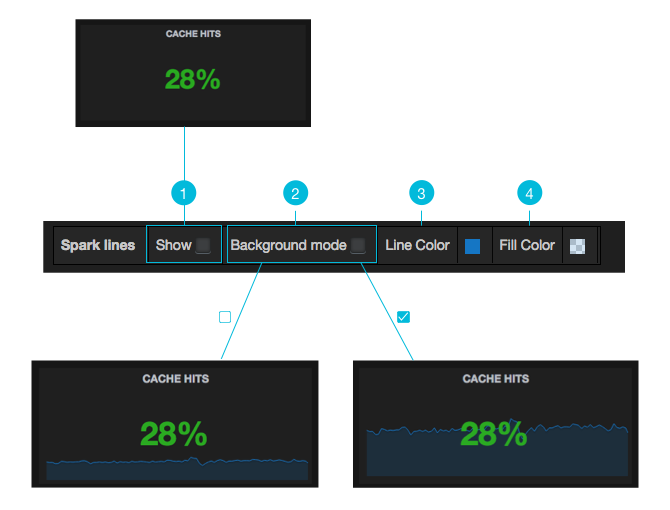 CACHE HITS
28%
1
2
3
4
Spark lines Show Background mode Line Color Fill Color
CACHE HITS
28%
CACHE HITS
28%